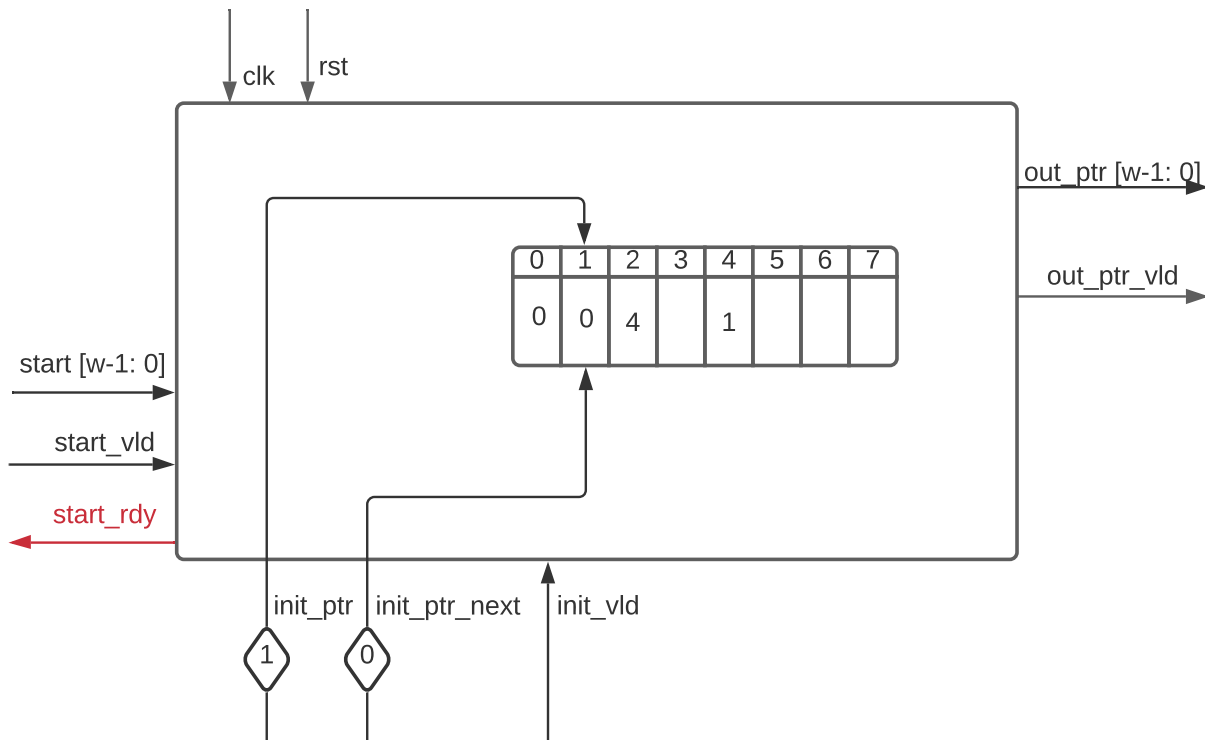 clk
rst
out_ptr [w-1: 0]
0 1 2 3 4 5 6 7
0 0 4 1
out_ptr_vld
start [w-1: 0]
start_vld
start_rdy
init_ptr
init_ptr_next
init_vld
1
0